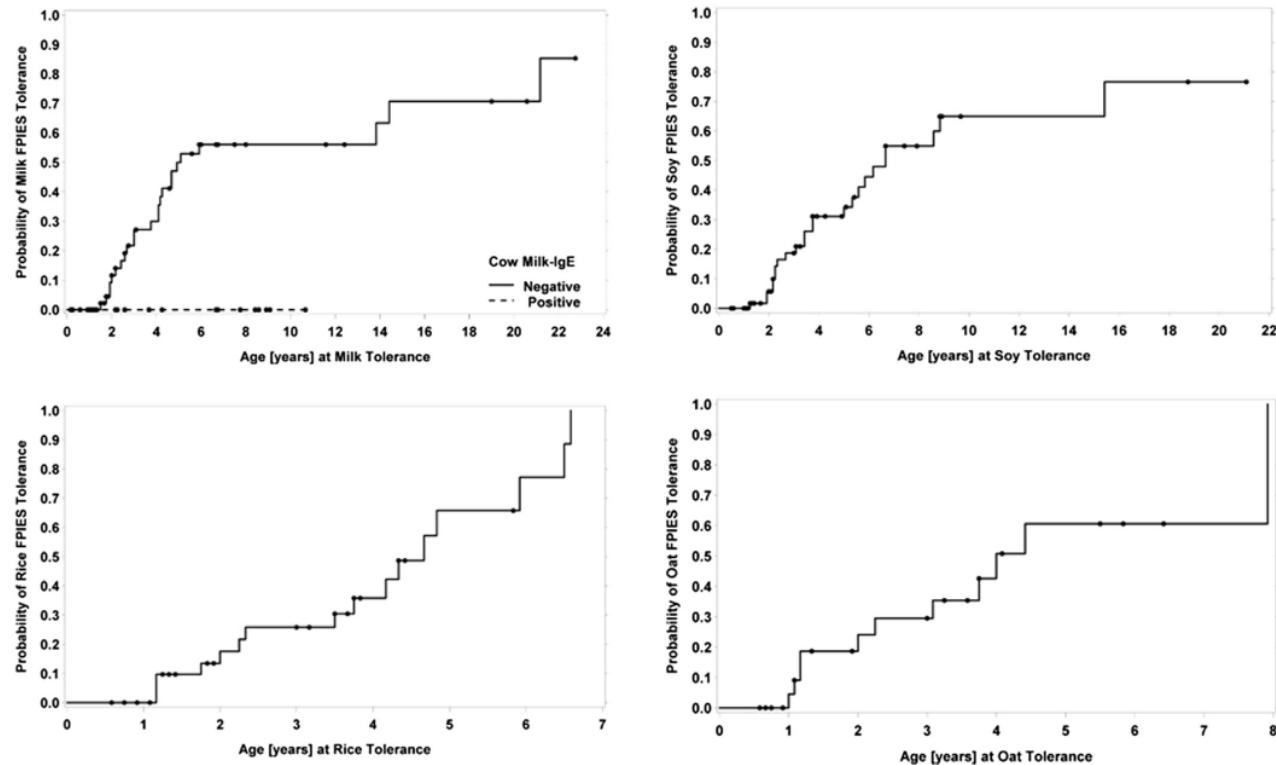 Probability of Milk FPIES Tolerance
1.0
0.9
0.8
0.7
0.6
0.5
0.4
0.3
0.2
0.1
0.0
Cow Milk-IgE
Negative
Positive
0 2 4 6 8 10 12 14 16 18 20 22 24
Age [years] at Milk Tolerance
Probability of Soy FPIES Tolerance
1.0
0.9
0.8
0.7
0.6
0.5
0.4
0.3
0.2
0.1
0.0
0 2 4 6 8 10 12 14 16 18 20 22
Age [years] at Soy Tolerance
Probability of Rice FPIES Tolerance
1.0
0.9
0.8
0.7
0.6
0.5
0.4
0.3
0.2
0.1
0.0
0 1 2 3 4 5 6 7
Age [years] at Rice Tolerance
Probability of Oat FPIES Tolerance
1.0
0.9
0.8
0.7
0.6
0.5
0.4
0.3
0.2
0.1
0.0
0 1 2 3 4 5 6 7 8
Age [years] at Oat Tolerance